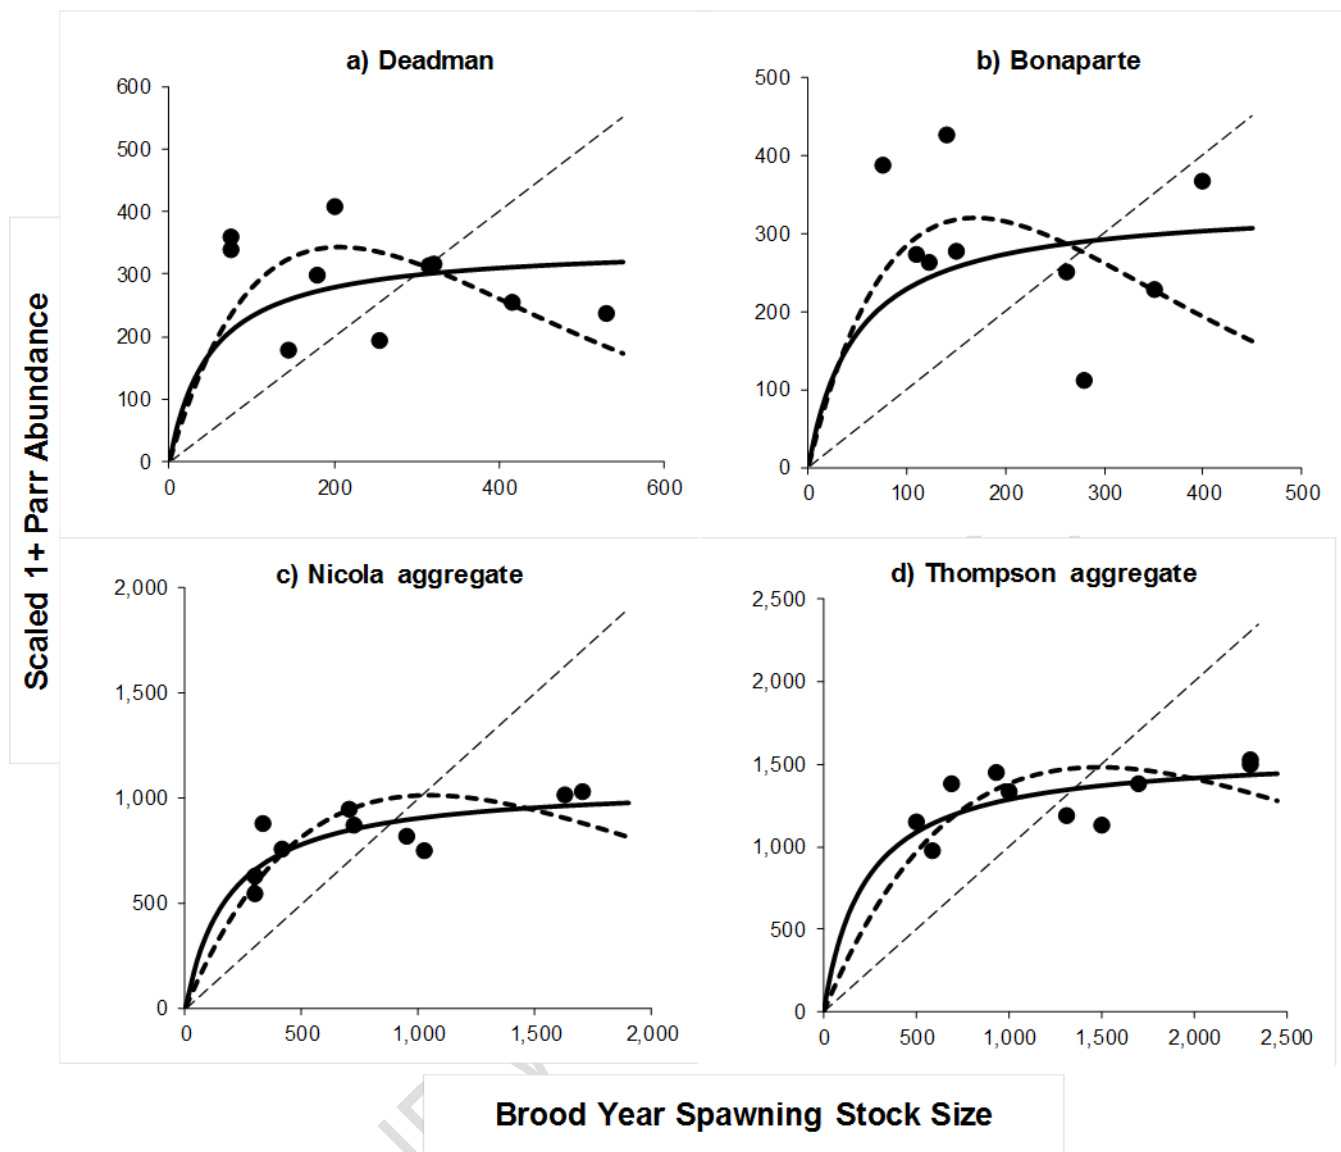 a) Deadman
600
500
400
300
200
100
0
0 200 400 600
b) Bonaparte
500
400
300
200
100
0
0 100 200 300 400 500
Scaled 1+ Parr Abundance
c) Nicola aggregate
2,000
1,500
1,000
500
0
0 500 1,000 1,500 2,000
d) Thompson aggregate
2,500
2,000
1,500
1,000
500
0
0 500 1,000 1,500 2,000 2,500
Brood Year Spawning Stock Size